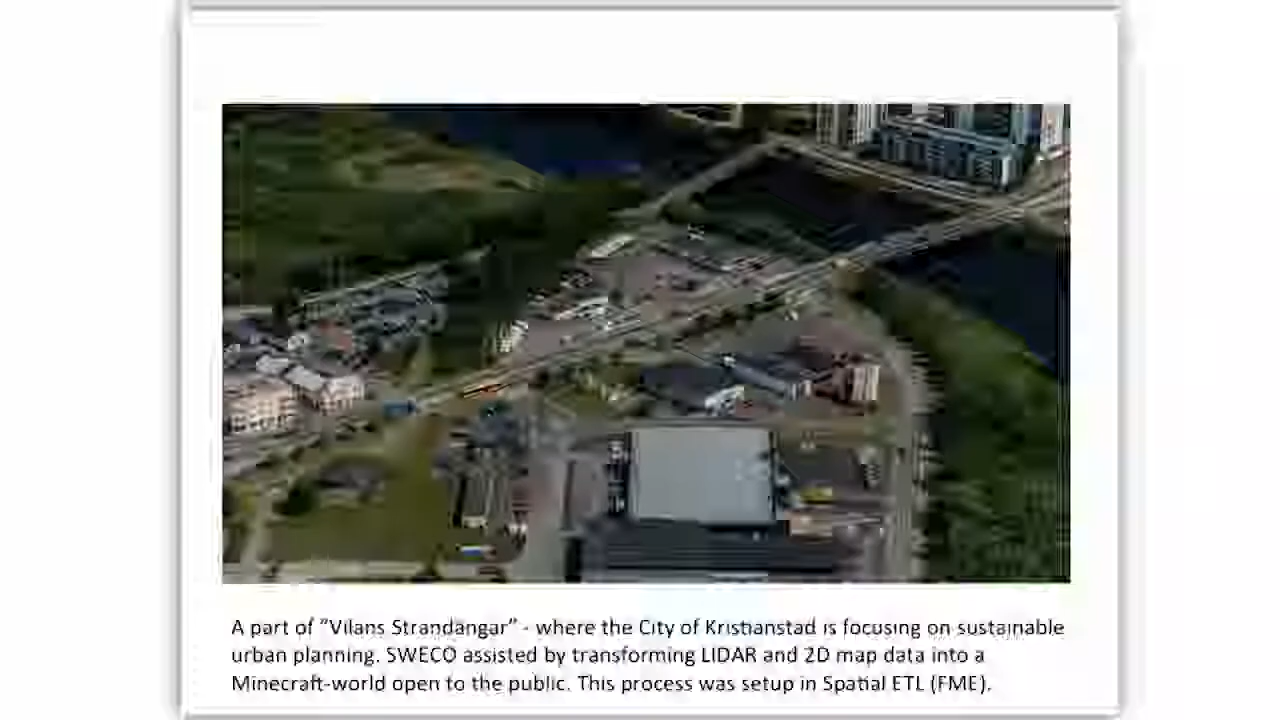 A part of "Vilans Strandängar" - where the City of Kristianstad is focusing on sustainable
urban planning. SWECO assisted by transforming LIDAR and 2D map data into a
Minecraft-world open to the public. This process was setup in Spatial ETL (FME).